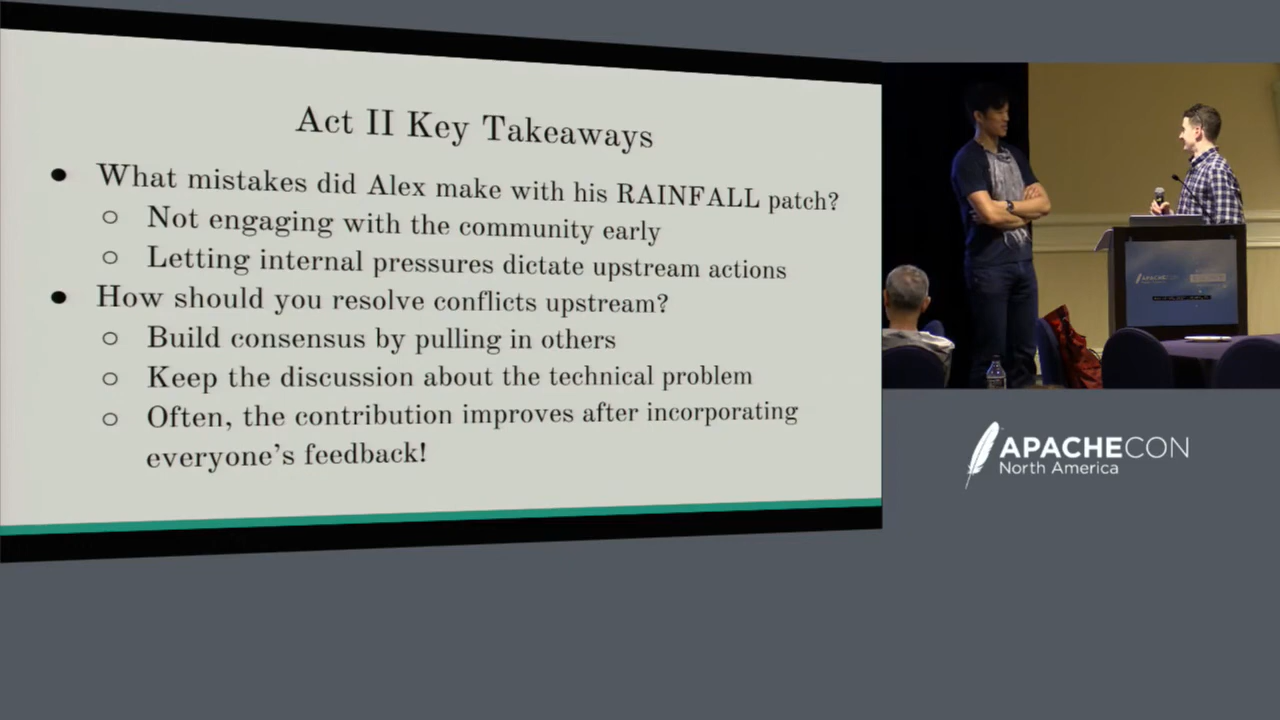 Act II Key Takeaways
● What mistakes did Alex make with his RAINFALL patch?
○ Not engaging with the community early
○ Letting internal pressures dictate upstream actions
● How should you resolve conflicts upstream?
○ Build consensus by pulling in others
○ Keep the discussion about the technical problem
○ Often, the contribution improves after incorporating
everyone's feedback!
APACHECON
North America
APACHECON